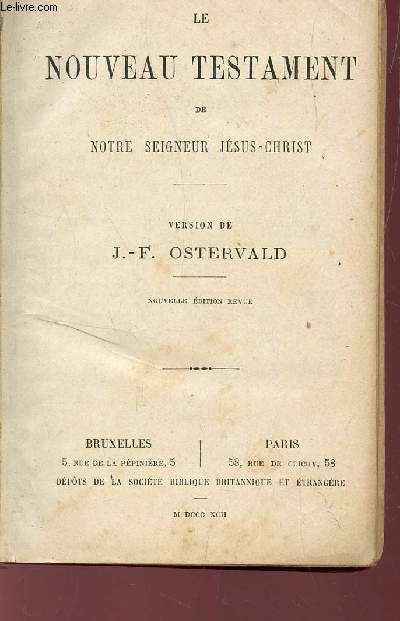 Le-livre.com
LE
NOUVEAU TESTAMENT
DE
NOTRE SEIGNEUR JÉSUS-CHRIST
VERSION DE
J.-F. OSTERVALD
NOUVELLE ÉDITION REVUE
BRUXELLES
5, RUE DE LA PÉPINIÈRE, 5
PARIS
58, RUE DE CLICHY, 58
DÉPÔTS DE LA SOCIÉTÉ BIBLIQUE BRITANNIQUE ET ÉTRANGÈRE
M DCCC XCII